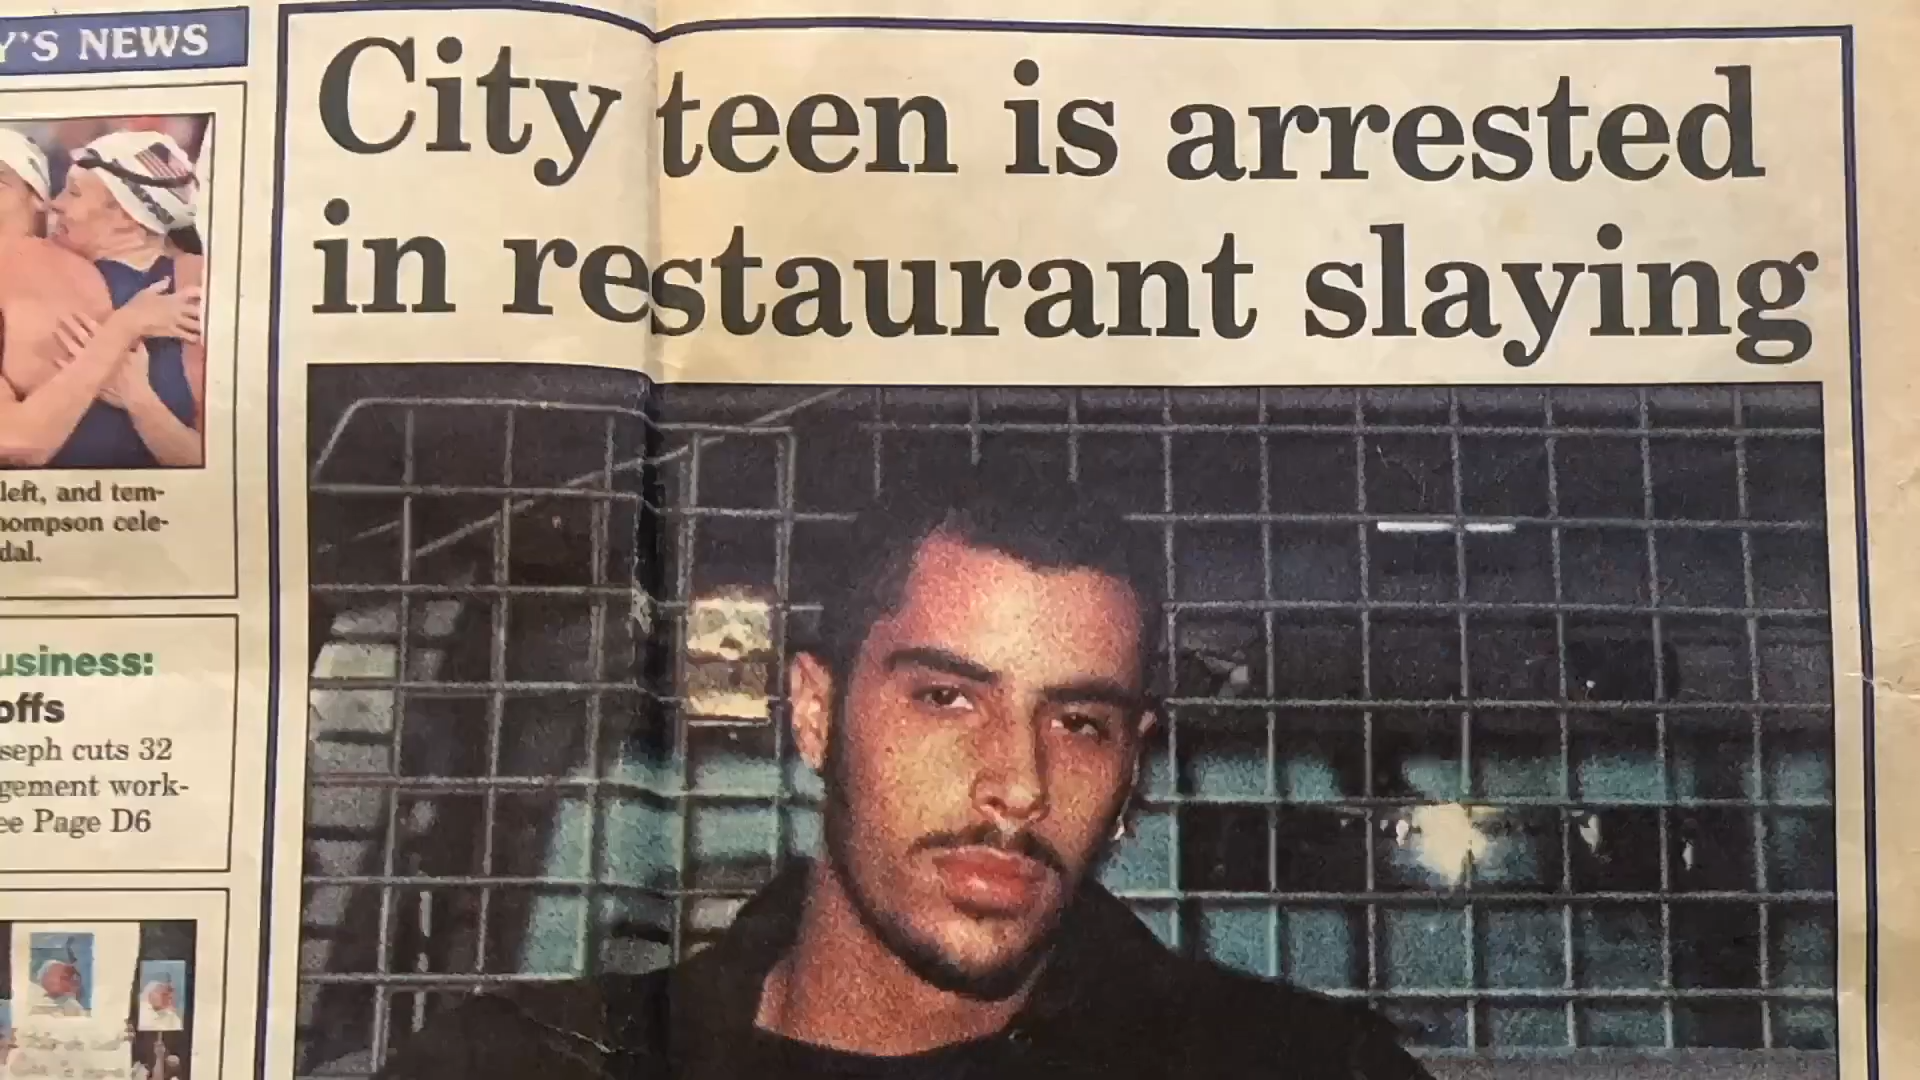 Y'S NEWS
left, and tem-
hompson cele-
dal.
usiness:
offs
seph cuts 32
gement work-
ee Page D6
City teen is arrested
in restaurant slaying